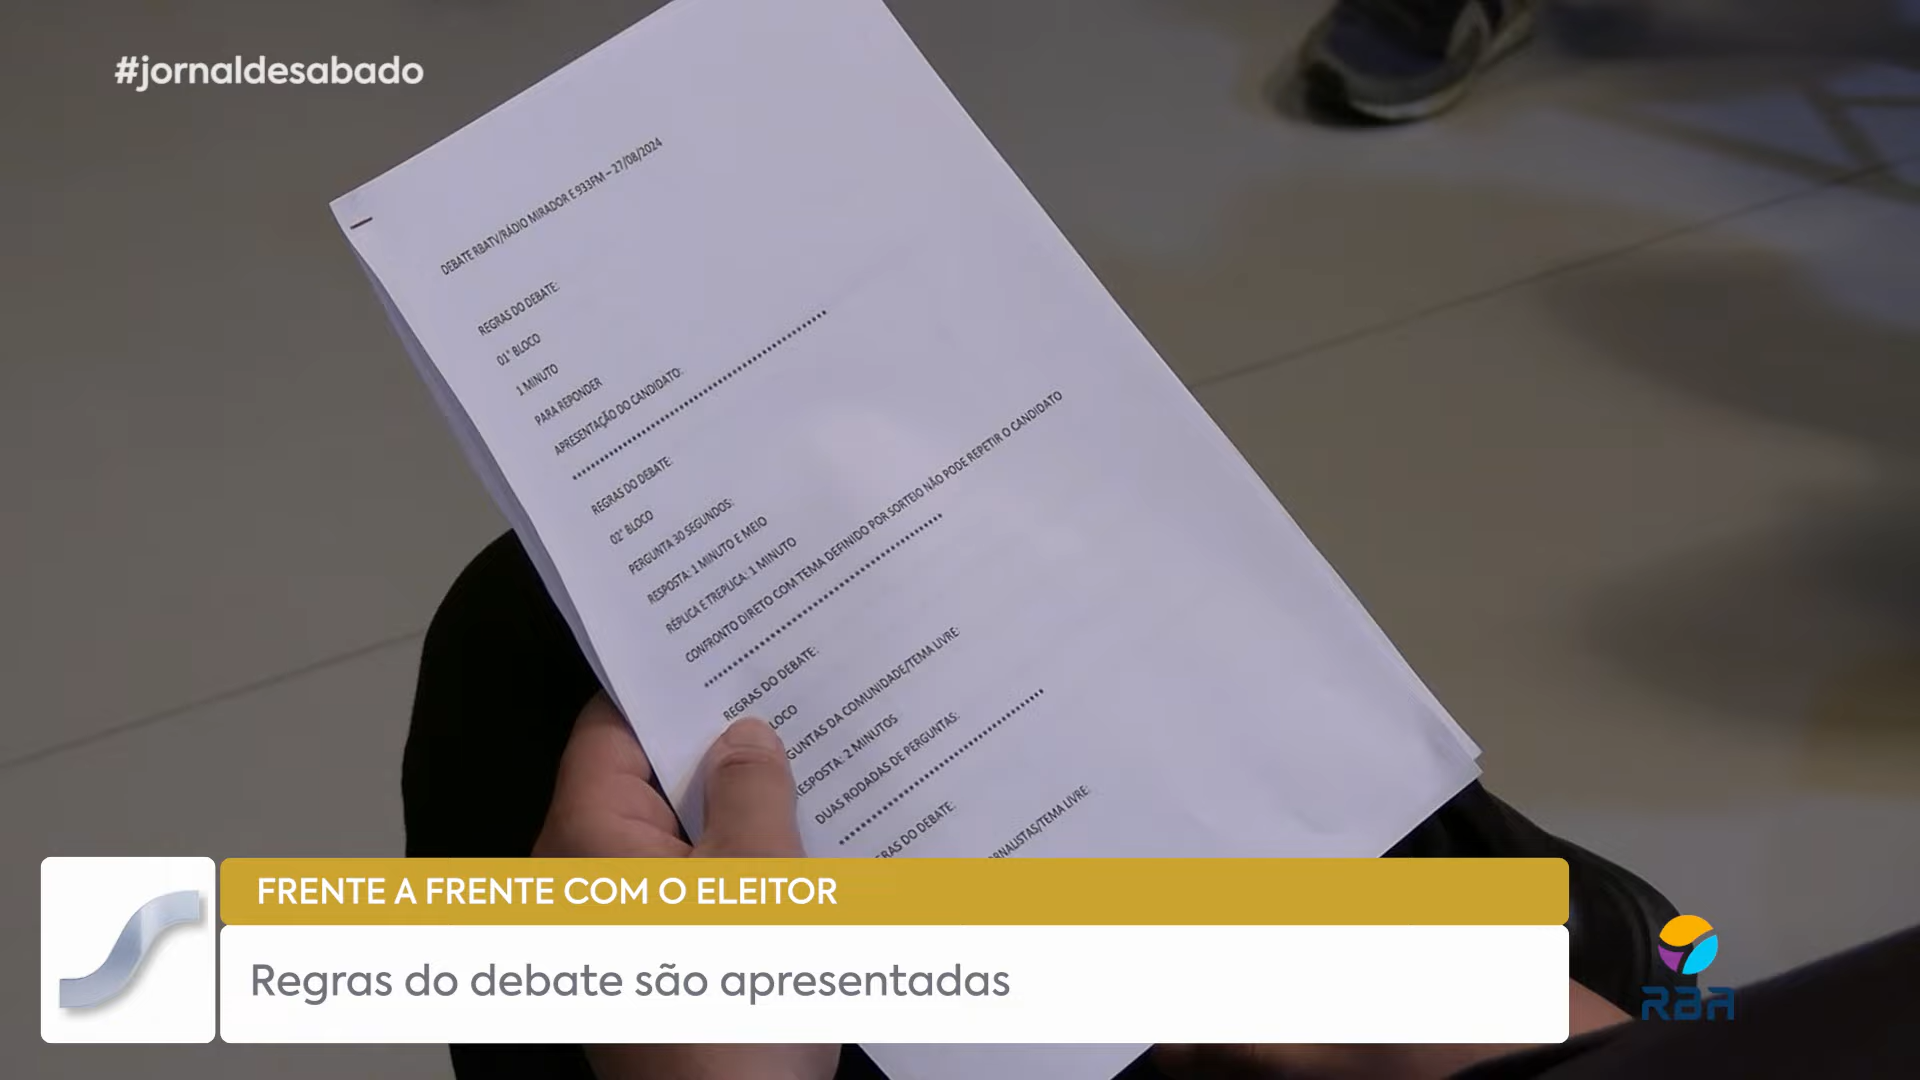 #jornaldesabado
DEBATE RBATV/RÁDIO MIRADOR E 933FM – 27/08/2024
REGRAS DO DEBATE:
01° BLOCO
1 MINUTO
PARA REPONDER
APRESENTAÇÃO DO CANDIDATO:
REGRAS DO DEBATE:
02° BLOCO
PERGUNTA 30 SEGUNDOS:
RESPOSTA: 1 MINUTO E MEIO
RÉPLICA E TREPLICA: 1 MINUTO
CONFRONTO DIRETO COM TEMA DEFINIDO POR SORTEIO NÃO PODE REPETIR O CANDIDATO
REGRAS DO DEBATE:
LOCO
GUNTAS DA COMUNIDADE/TEMA LIVRE:
RESPOSTA: 2 MINUTOS
DUAS RODADAS DE PERGUNTAS:
RAS DO DEBATE:
RNALISTAS/TEMA LIVRE:
FRENTE A FRENTE COM O ELEITOR
Regras do debate são apresentadas
RBA